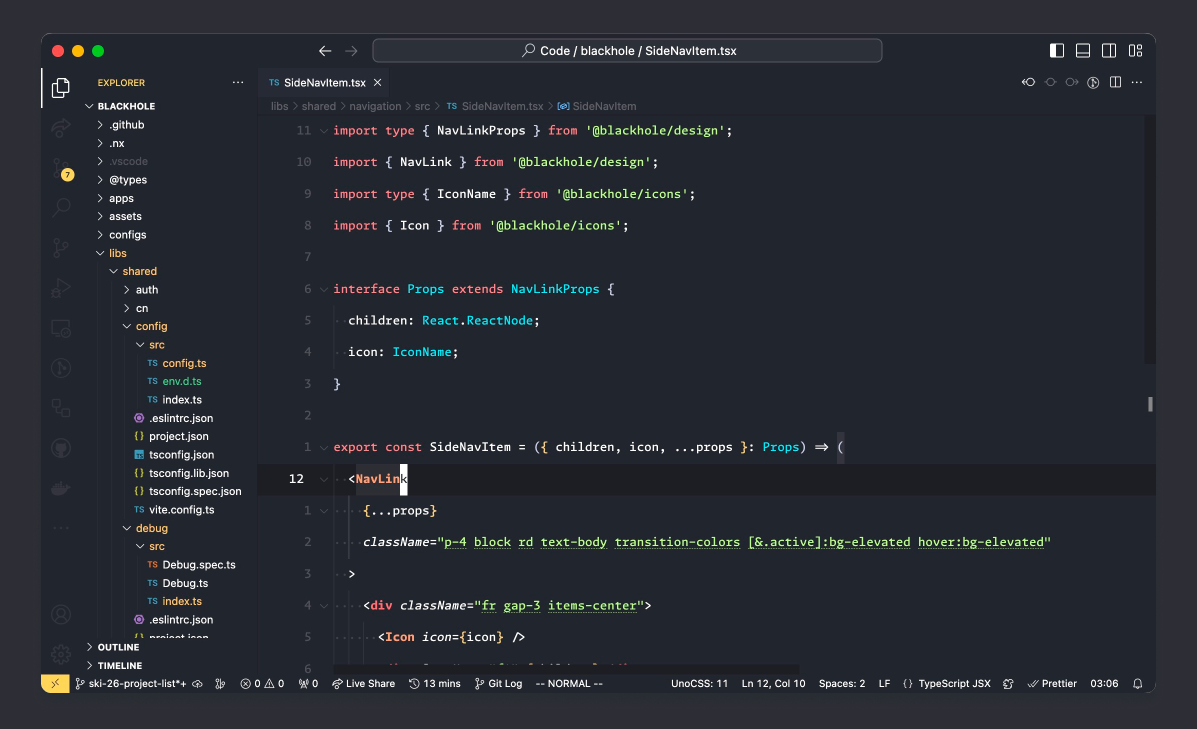 Code / blackhole / SideNavItem.tsx
EXPLORER
BLACKHOLE
.github
.nx
.vscode
@types
apps
assets
configs
libs
shared
auth
cn
config
src
TS config.ts
TS env.d.ts
TS index.ts
.eslintrc.json
{} project.json
TS tsconfig.json
{} tsconfig.lib.json
{} tsconfig.spec.json
TS vite.config.ts
debug
src
TS Debug.spec.ts
TS Debug.ts
TS index.ts
.eslintrc.json
{} project.json
OUTLINE
TIMELINE
7
TS SideNavItem.tsx
libs > shared > navigation > src > TS SideNavItem.tsx > SideNavItem
11 import type { NavLinkProps } from '@blackhole/design';
10 import { NavLink } from '@blackhole/design';
9 import type { IconName } from '@blackhole/icons';
8 import { Icon } from '@blackhole/icons';
7
6 interface Props extends NavLinkProps {
5 ··children: React.ReactNode;
4 ··icon: IconName;
3 }
2
1 export const SideNavItem = ({ children, icon, ...props }: Props) => (
12 ··<NavLink
1 ····{...props}
2 ····className="p-4 block rd text-body transition-colors [&.active]:bg-elevated hover:bg-elevated"
3 ··>
4 ····<div className="fr gap-3 items-center">
5 ······<Icon icon={icon} />
6
ski-26-project-list*+ 0 0 0 Live Share 13 mins Git Log -- NORMAL -- UnoCSS: 11 Ln 12, Col 10 Spaces: 2 LF {} TypeScript JSX Prettier 03:06